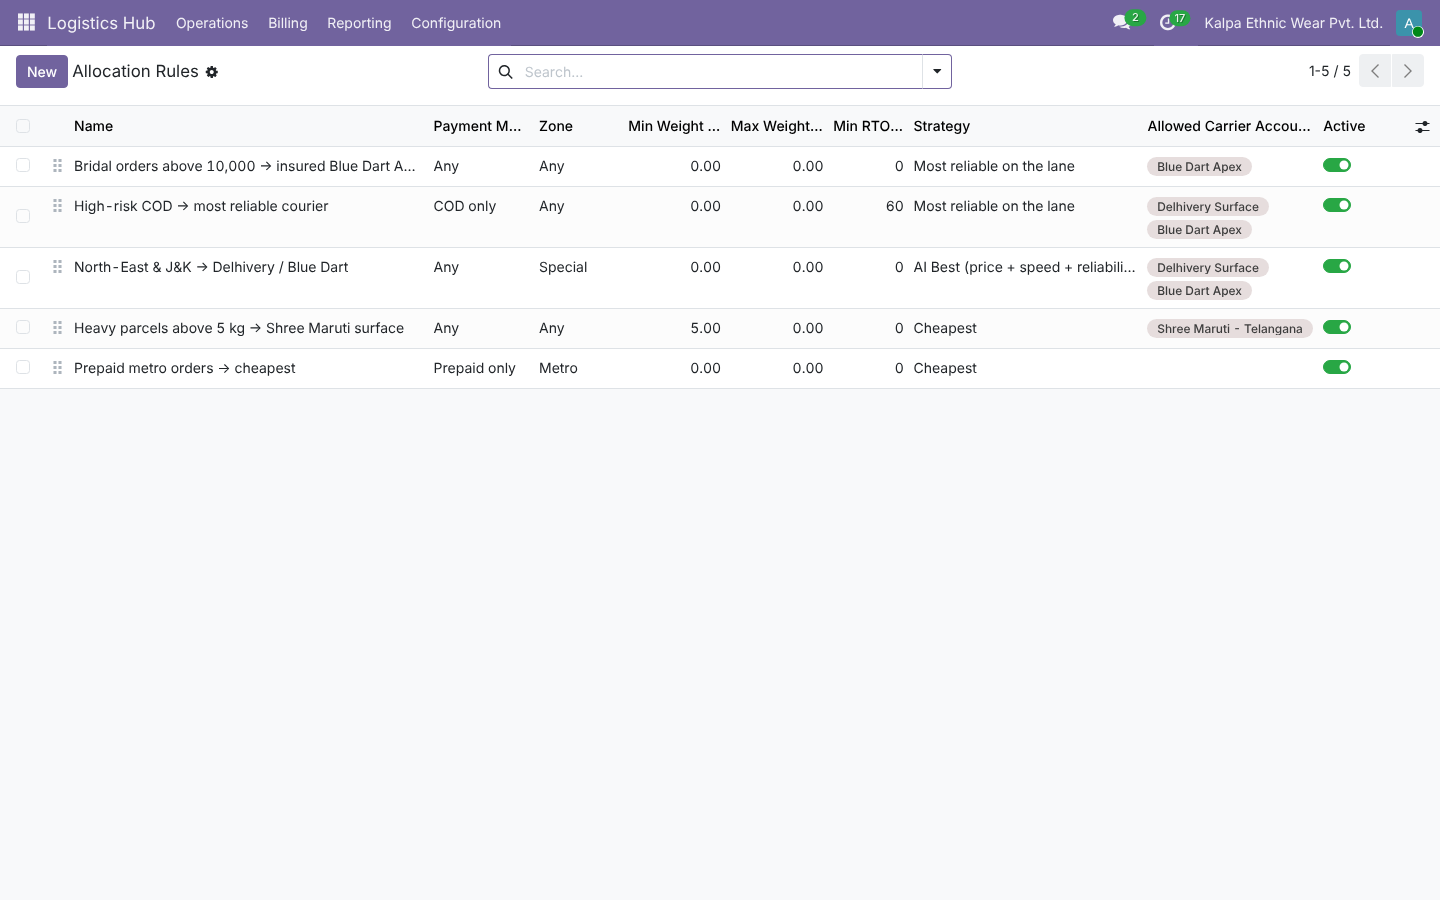 Logistics Hub Operations Billing Reporting Configuration 2 17 Kalpa Ethnic Wear Pvt. Ltd. A
New Allocation Rules Search... 1-5 / 5
Name Payment M... Zone Min Weight ... Max Weight... Min RTO... Strategy Allowed Carrier Accou... Active
Bridal orders above 10,000 → insured Blue Dart A... Any Any 0.00 0.00 0 Most reliable on the lane Blue Dart Apex
High-risk COD → most reliable courier COD only Any 0.00 0.00 60 Most reliable on the lane Delhivery Surface
Blue Dart Apex
North-East & J&K → Delhivery / Blue Dart Any Special 0.00 0.00 0 AI Best (price + speed + reliabili... Delhivery Surface
Blue Dart Apex
Heavy parcels above 5 kg → Shree Maruti surface Any Any 5.00 0.00 0 Cheapest Shree Maruti - Telangana
Prepaid metro orders → cheapest Prepaid only Metro 0.00 0.00 0 Cheapest